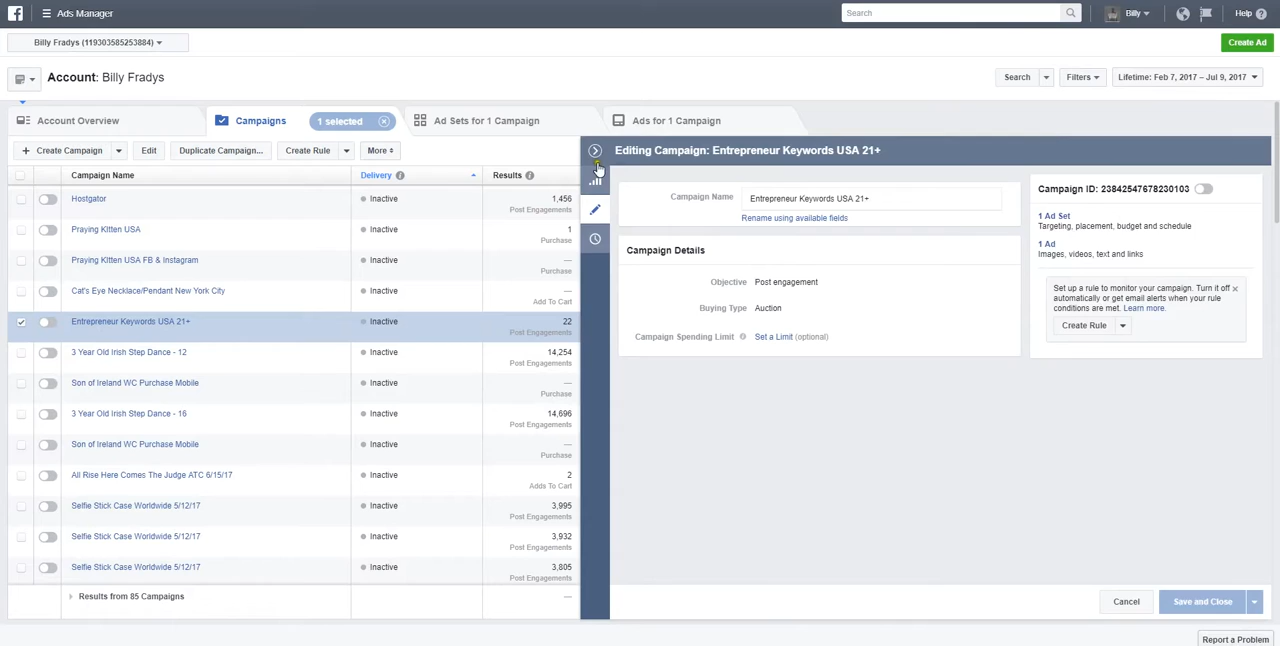 Ads Manager
Search
Billy
Help
Billy Fradys (119303585253884)
Create Ad
Account: Billy Fradys
Search
Filters
Lifetime: Feb 7, 2017 – Jul 9, 2017
Account Overview
Campaigns
1 selected
Ad Sets for 1 Campaign
Ads for 1 Campaign
+ Create Campaign
Edit
Duplicate Campaign...
Create Rule
More
Editing Campaign: Entrepreneur Keywords USA 21+
Campaign Name
Delivery
Results
Hostgator
Inactive
1,456
Post Engagements
Praying KItten USA
Inactive
1
Purchase
Praying KItten USA FB & Instagram
Inactive
—
Purchase
Cat's Eye Necklace/Pendant New York City
Inactive
—
Add To Cart
Entrepreneur Keywords USA 21+
Inactive
22
Post Engagements
3 Year Old Irish Step Dance - 12
Inactive
14,254
Post Engagements
Son of Ireland WC Purchase Mobile
Inactive
—
Purchase
3 Year Old Irish Step Dance - 16
Inactive
14,696
Post Engagements
Son of Ireland WC Purchase Mobile
Inactive
—
Purchase
All Rise Here Comes The Judge ATC 6/15/17
Inactive
2
Adds To Cart
Selfie Stick Case Worldwide 5/12/17
Inactive
3,995
Post Engagements
Selfie Stick Case Worldwide 5/12/17
Inactive
3,932
Post Engagements
Selfie Stick Case Worldwide 5/12/17
Inactive
3,805
Post Engagements
Results from 85 Campaigns
—
Campaign Name
Entrepreneur Keywords USA 21+
Rename using available fields
Campaign Details
Objective Post engagement
Buying Type Auction
Campaign Spending Limit Set a Limit (optional)
Campaign ID: 23842547678230103
1 Ad Set
Targeting, placement, budget and schedule
1 Ad
Images, videos, text and links
Set up a rule to monitor your campaign. Turn it off
automatically or get email alerts when your rule
conditions are met. Learn more.
Create Rule
Cancel
Save and Close
Report a Problem